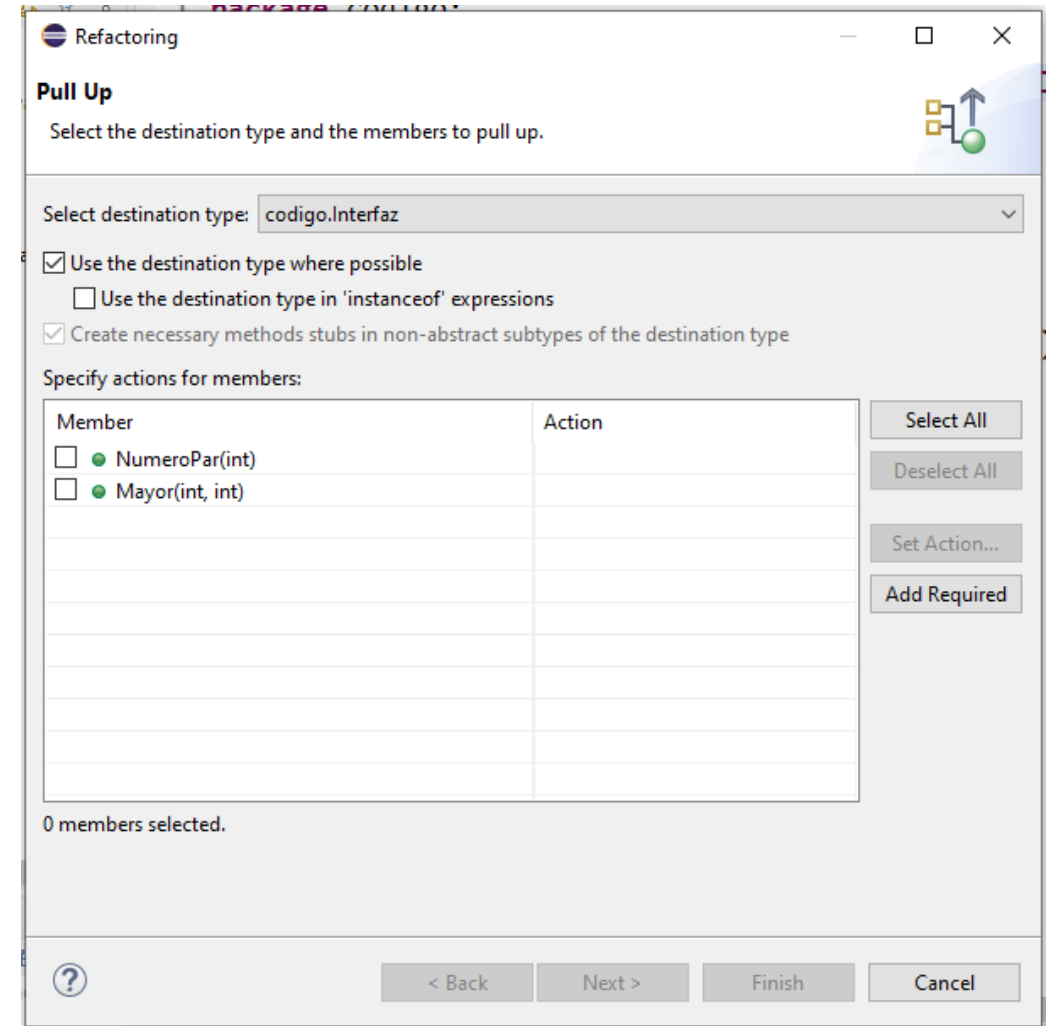 package codigo;
Refactoring
Pull Up
Select the destination type and the members to pull up.
Select destination type: codigo.Interfaz
Use the destination type where possible
Use the destination type in 'instanceof' expressions
Create necessary methods stubs in non-abstract subtypes of the destination type
Specify actions for members:
Member Action Select All
NumeroPar(int)
Deselect All
Mayor(int, int)
Set Action...
Add Required
0 members selected.
? < Back Next > Finish Cancel